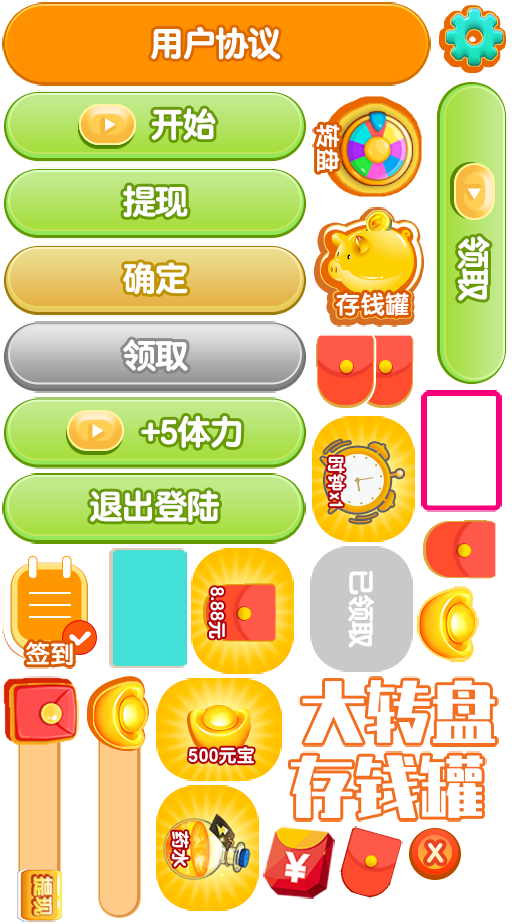 用户协议
开始
转盘
提现
领取
确定
存钱罐
领取
+5体力
时钟x1
退出登陆
签到
8.88元
已领取
大转盘
500元宝
存钱罐
药水
¥
提现